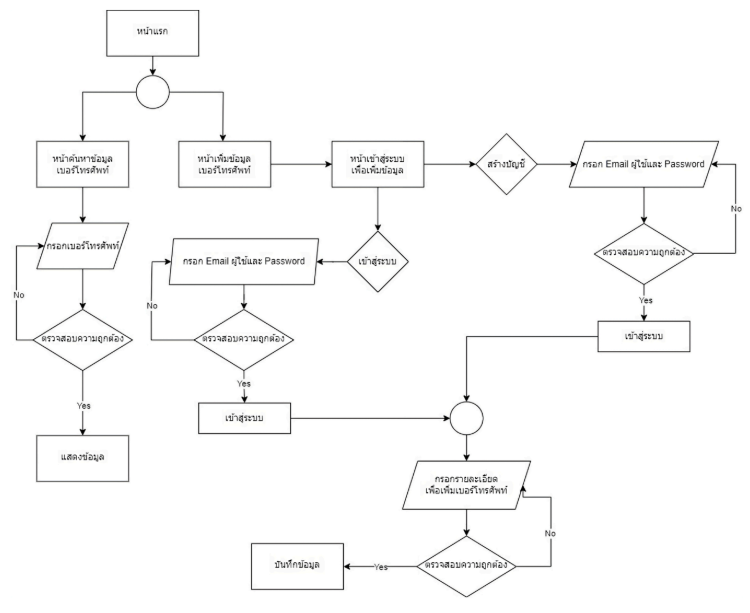 หน้าแรก
หน้าค้นหาข้อมูล
เบอร์โทรศัพท์
หน้าเพิ่มข้อมูล
เบอร์โทรศัพท์
หน้าเข้าสู่ระบบ
เพื่อเพิ่มข้อมูล
สร้างบัญชี
กรอก Email ผู้ใช้และ Password
No
กรอกเบอร์โทรศัพท์
กรอก Email ผู้ใช้และ Password
เข้าสู่ระบบ
ตรวจสอบความถูกต้อง
No
No
Yes
ตรวจสอบความถูกต้อง
ตรวจสอบความถูกต้อง
เข้าสู่ระบบ
Yes
Yes
เข้าสู่ระบบ
แสดงข้อมูล
กรอกรายละเอียด
เพื่อเพิ่มเบอร์โทรศัพท์
No
บันทึกข้อมูล
Yes
ตรวจสอบความถูกต้อง